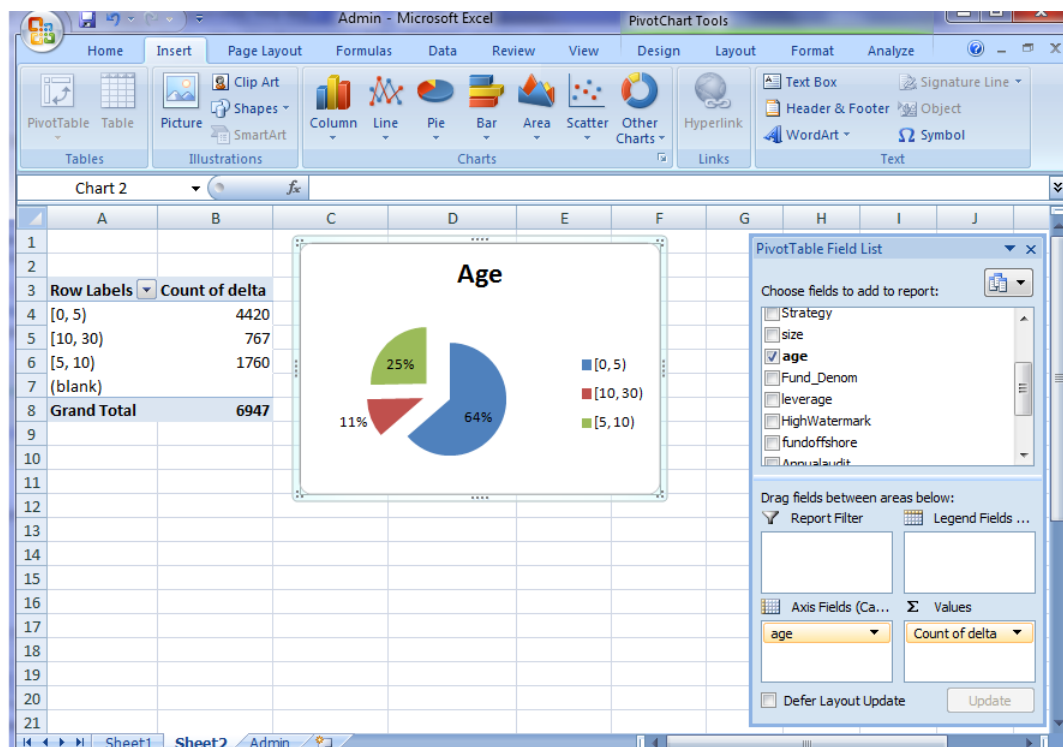 Admin - Microsoft Excel PivotChart Tools
Home Insert Page Layout Formulas Data Review View Design Layout Format Analyze
PivotTable Table Picture Clip Art Shapes SmartArt Column Line Pie Bar Area Scatter Other Charts Hyperlink Text Box Header & Footer WordArt Signature Line Object Symbol
Tables Illustrations Charts Links Text
Chart 2 fx
A B C D E F G H I J
1
2
3 Row Labels Count of delta
4 [0, 5) 4420
5 [10, 30) 767
6 [5, 10) 1760
7 (blank)
8 Grand Total 6947
9
10
11
12
13
14
15
16
17
18
19
20
21
Age
25%
11%
64%
[0, 5)
[10, 30)
[5, 10)
PivotTable Field List
Choose fields to add to report:
Strategy
size
age
Fund_Denom
leverage
HighWatermark
fundoffshore
Annualaudit
Drag fields between areas below:
Report Filter Legend Fields ...
Axis Fields (Ca... Σ Values
age Count of delta
Defer Layout Update Update
Sheet1 Sheet2 Admin